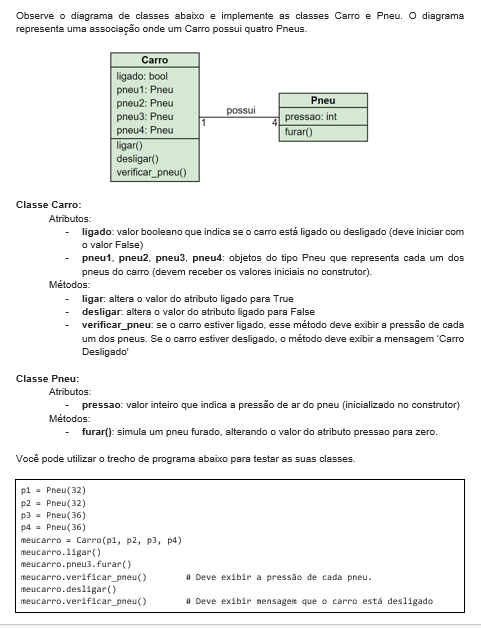 Observe o diagrama de classes abaixo e implemente as classes Carro e Pneu. O diagrama
representa uma associação onde um Carro possui quatro Pneus.
Carro
ligado: bool
pneu1: Pneu
pneu2: Pneu
pneu3: Pneu
pneu4: Pneu
ligar()
desligar()
verificar_pneu()
possui
1
4
Pneu
pressao: int
furar()
Classe Carro:
Atributos:
- ligado: valor booleano que indica se o carro está ligado ou desligado (deve iniciar com
o valor False)
- pneu1, pneu2, pneu3, pneu4: objetos do tipo Pneu que representa cada um dos
pneus do carro (devem receber os valores iniciais no construtor).
Métodos:
- ligar: altera o valor do atributo ligado para True
- desligar: altera o valor do atributo ligado para False
- verificar_pneu: se o carro estiver ligado, esse método deve exibir a pressão de cada
um dos pneus. Se o carro estiver desligado, o método deve exibir a mensagem 'Carro
Desligado'
Classe Pneu:
Atributos:
- pressao: valor inteiro que indica a pressão de ar do pneu (inicializado no construtor)
Métodos:
- furar(): simula um pneu furado, alterando o valor do atributo pressao para zero.
Você pode utilizar o trecho de programa abaixo para testar as suas classes.
p1 = Pneu(32)
p2 = Pneu(32)
p3 = Pneu(36)
p4 = Pneu(36)
meucarro = Carro(p1, p2, p3, p4)
meucarro.ligar()
meucarro.pneu3.furar()
meucarro.verificar_pneu() # Deve exibir a pressão de cada pneu.
meucarro.desligar()
meucarro.verificar_pneu() # Deve exibir mensagem que o carro está desligado